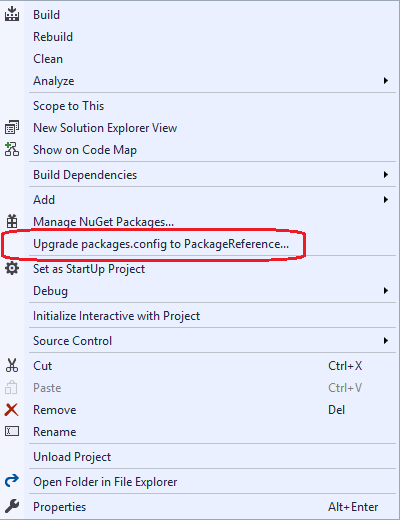 Build
Rebuild
Clean
Analyze
Scope to This
New Solution Explorer View
Show on Code Map
Build Dependencies
Add
Manage NuGet Packages...
Upgrade packages.config to PackageReference...
Set as StartUp Project
Debug
Initialize Interactive with Project
Source Control
Cut Ctrl+X
Paste Ctrl+V
Remove Del
Rename
Unload Project
Open Folder in File Explorer
Properties Alt+Enter